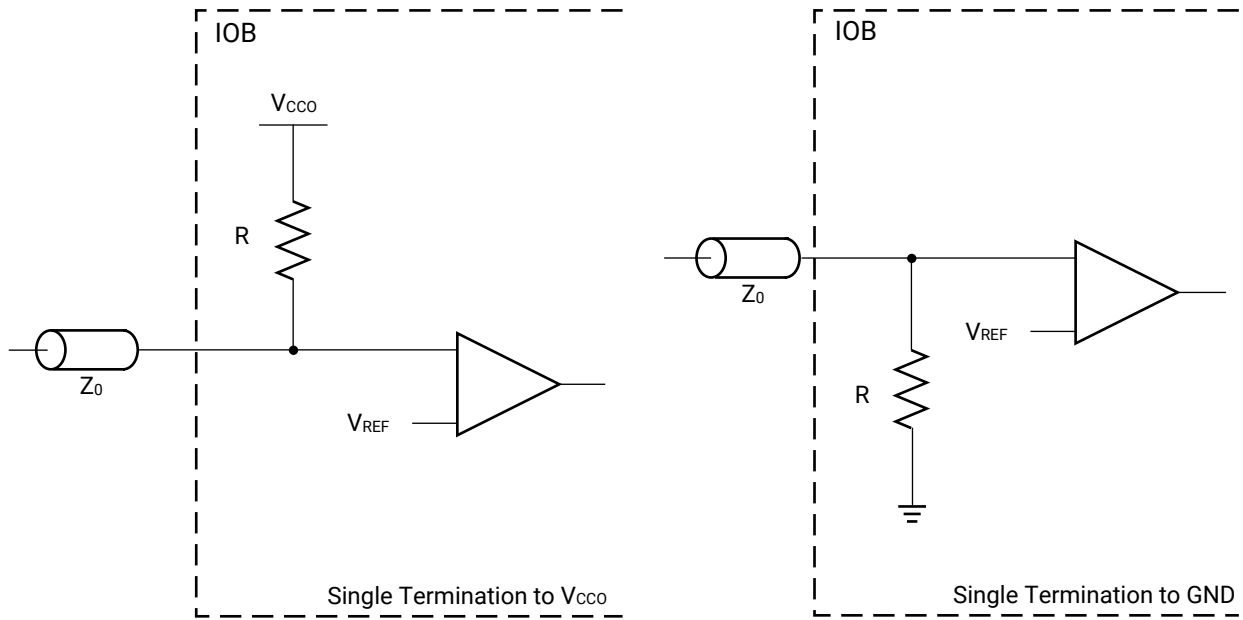 IOB
VCCO
R
Z0
VREF
Single Termination to VCCO
IOB
Z0
VREF
R
Single Termination to GND